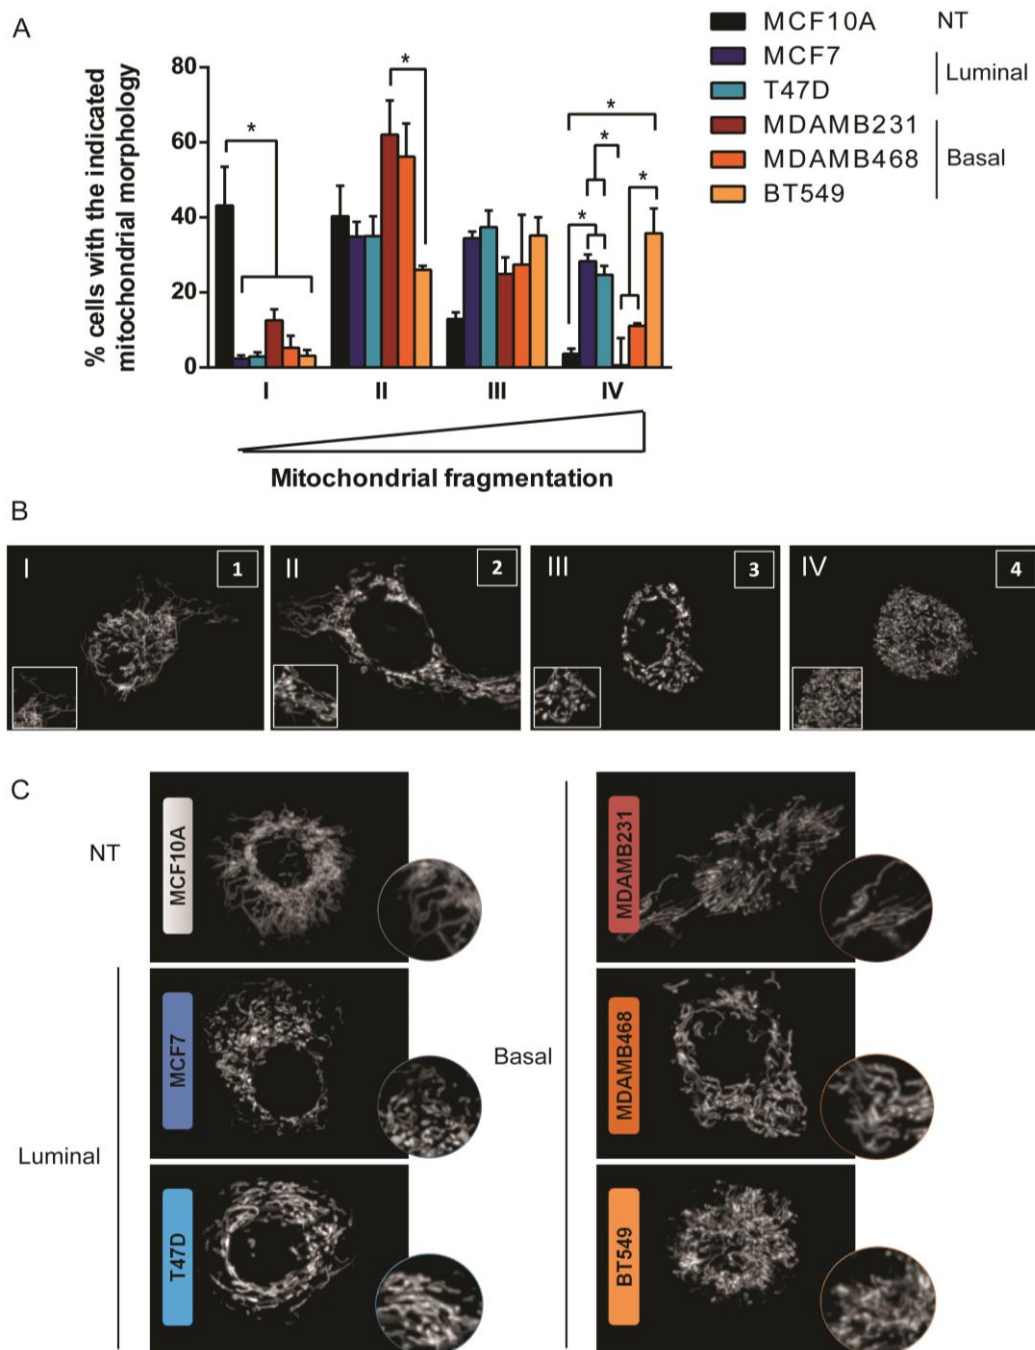 A
MCF10A NT
MCF7
T47D
Luminal
MDAMB231
MDAMB468
BT549
Basal
% cells with the indicated
mitochondrial morphology
80
60
40
20
0
*
*
*
*
*
*
I II III IV
Mitochondrial fragmentation
B
I 1
II 2
III 3
IV 4
C
NT
MCF10A
Luminal
MCF7
T47D
Basal
MDAMB231
MDAMB468
BT549